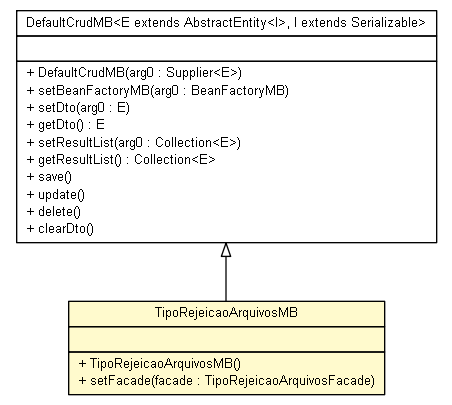 DefaultCrudMB<E extends AbstractEntity<I>, I extends Serializable>
+ DefaultCrudMB(arg0 : Supplier<E>)
+ setBeanFactoryMB(arg0 : BeanFactoryMB)
+ setDto(arg0 : E)
+ getDto() : E
+ setResultList(arg0 : Collection<E>)
+ getResultList() : Collection<E>
+ save()
+ update()
+ delete()
+ clearDto()
TipoRejeicaoArquivosMB
+ TipoRejeicaoArquivosMB()
+ setFacade(facade : TipoRejeicaoArquivosFacade)